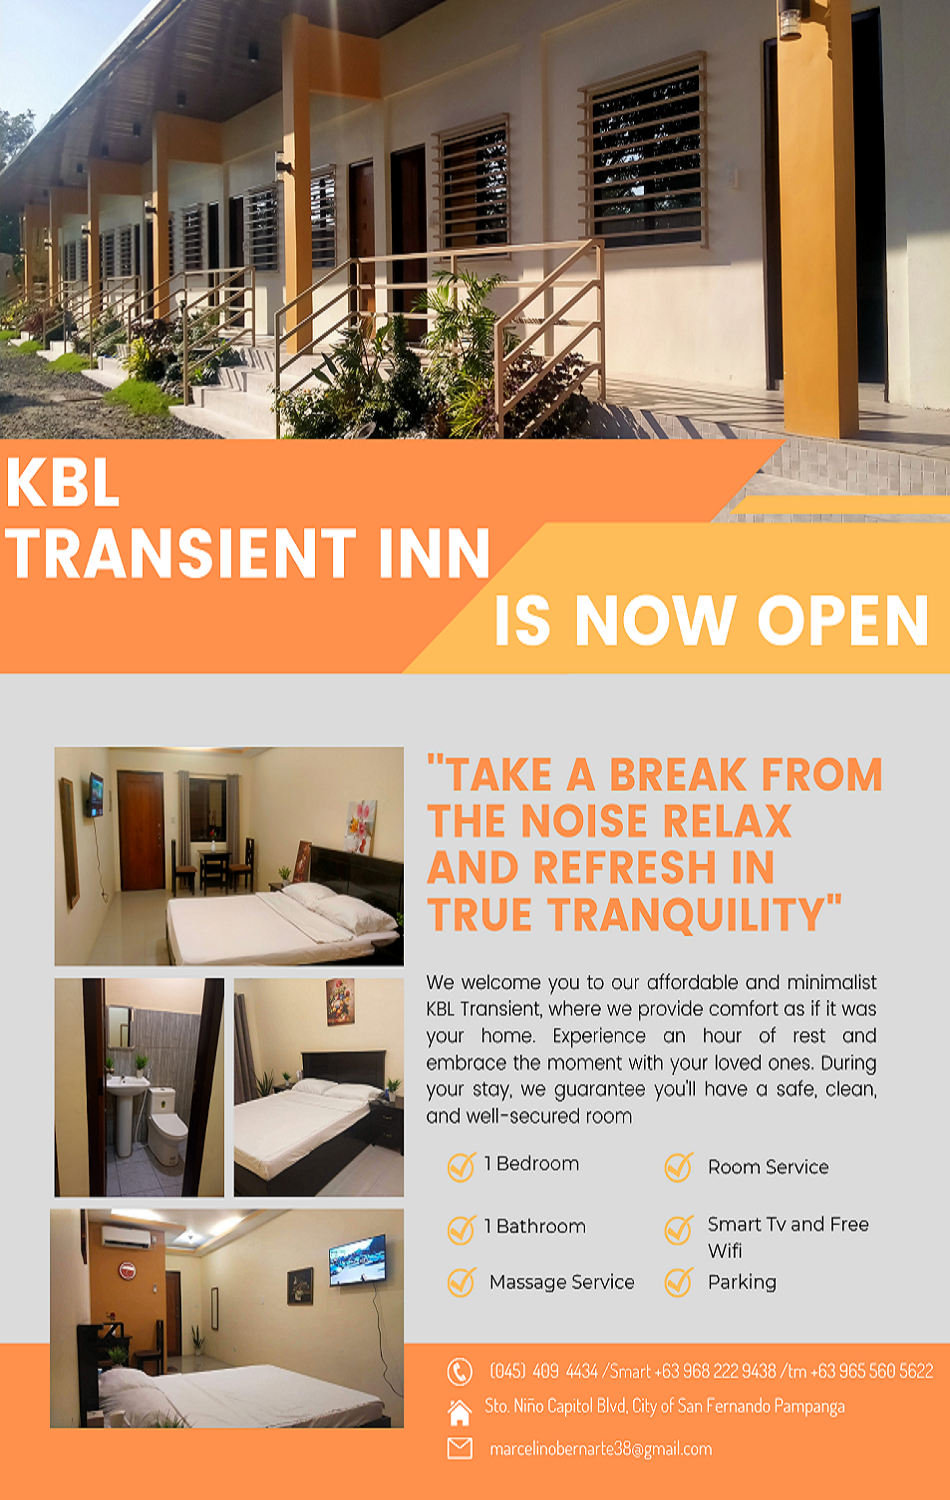 KBL
TRANSIENT INN
IS NOW OPEN
"TAKE A BREAK FROM
THE NOISE RELAX
AND REFRESH IN
TRUE TRANQUILITY"
We welcome you to our affordable and minimalist
KBL Transient, where we provide comfort as if it was
your home. Experience an hour of rest and
embrace the moment with your loved ones. During
your stay, we guarantee you'll have a safe, clean,
and well-secured room
1 Bedroom
Room Service
1 Bathroom
Smart Tv and Free
Wifi
Massage Service
Parking
(045) 409 4434 /Smart +63 968 222 9438 /tm +63 965 560 5622
Sto. Niño Capitol Blvd, City of San Fernando Pampanga
marcelinobernarte38@gmail.com